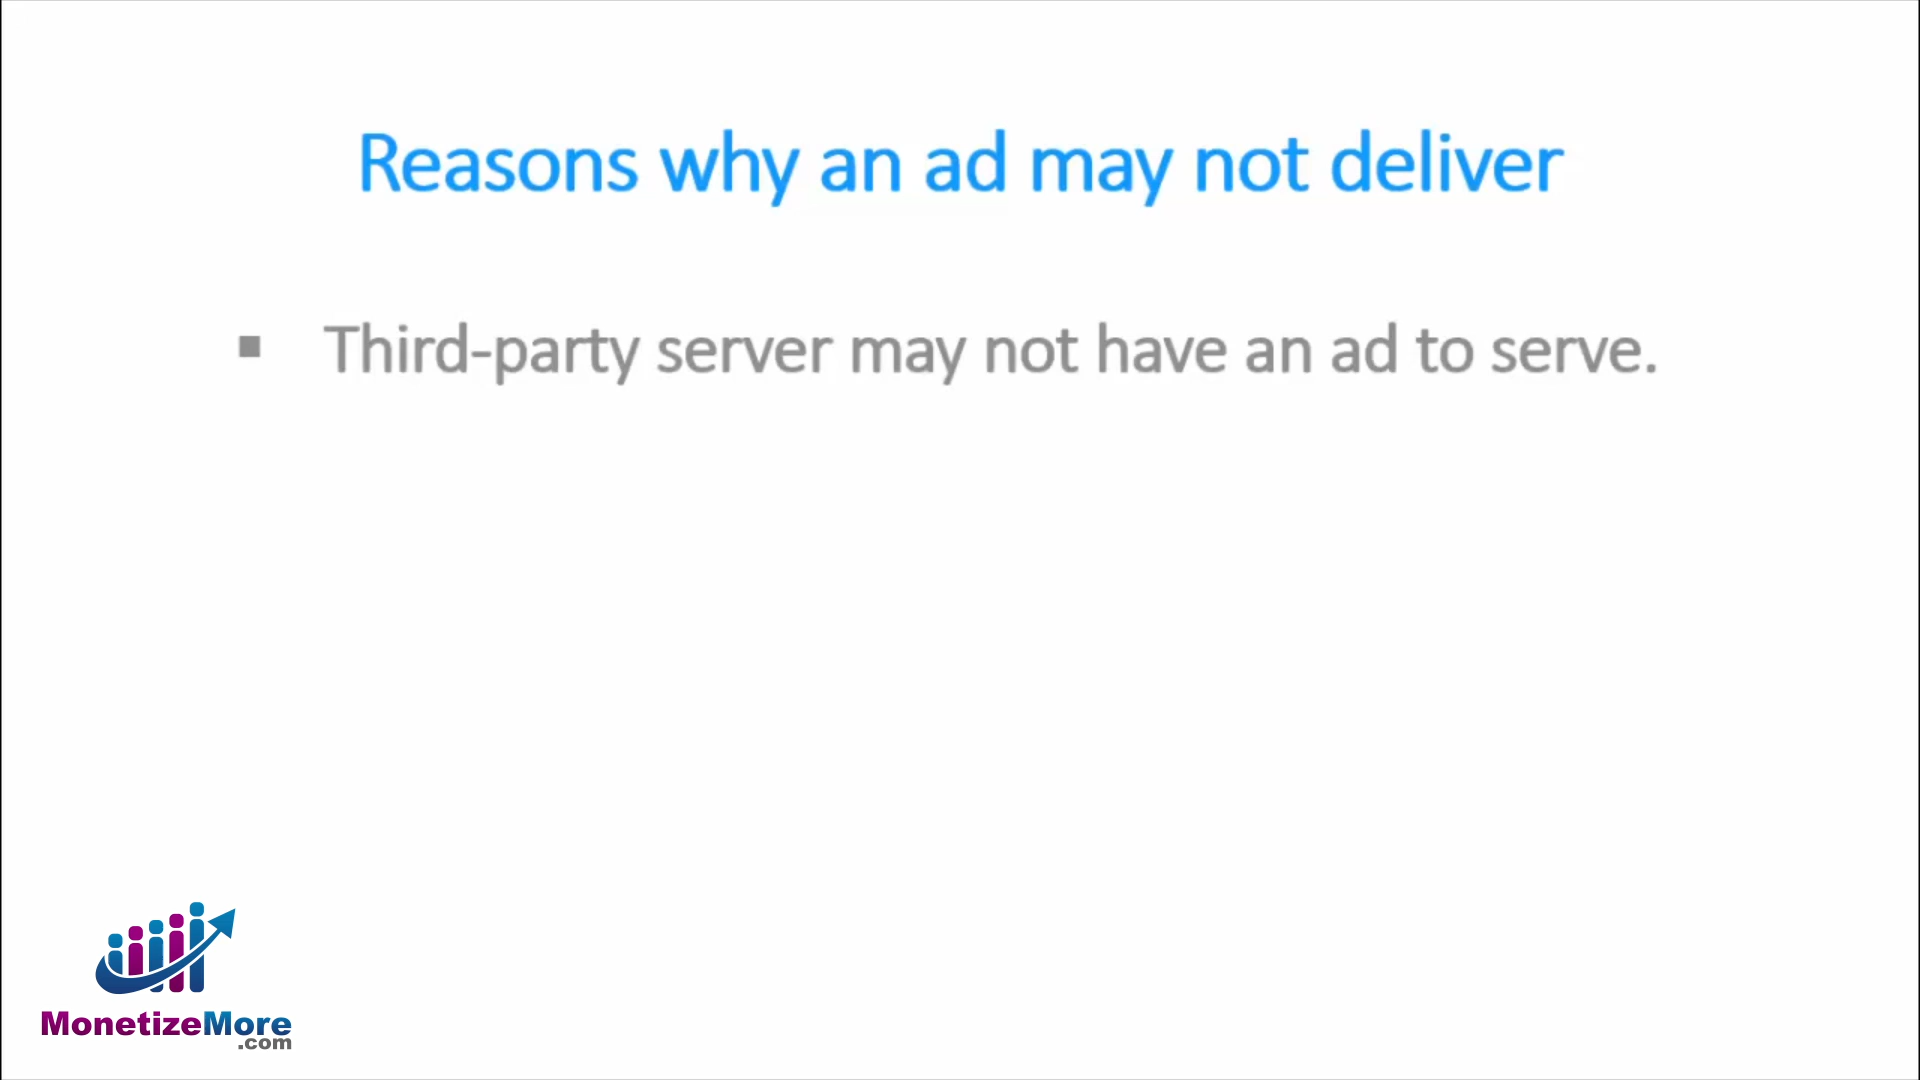 Reasons why an ad may not deliver
▪ Third-party server may not have an ad to serve.
MonetizeMore
.com